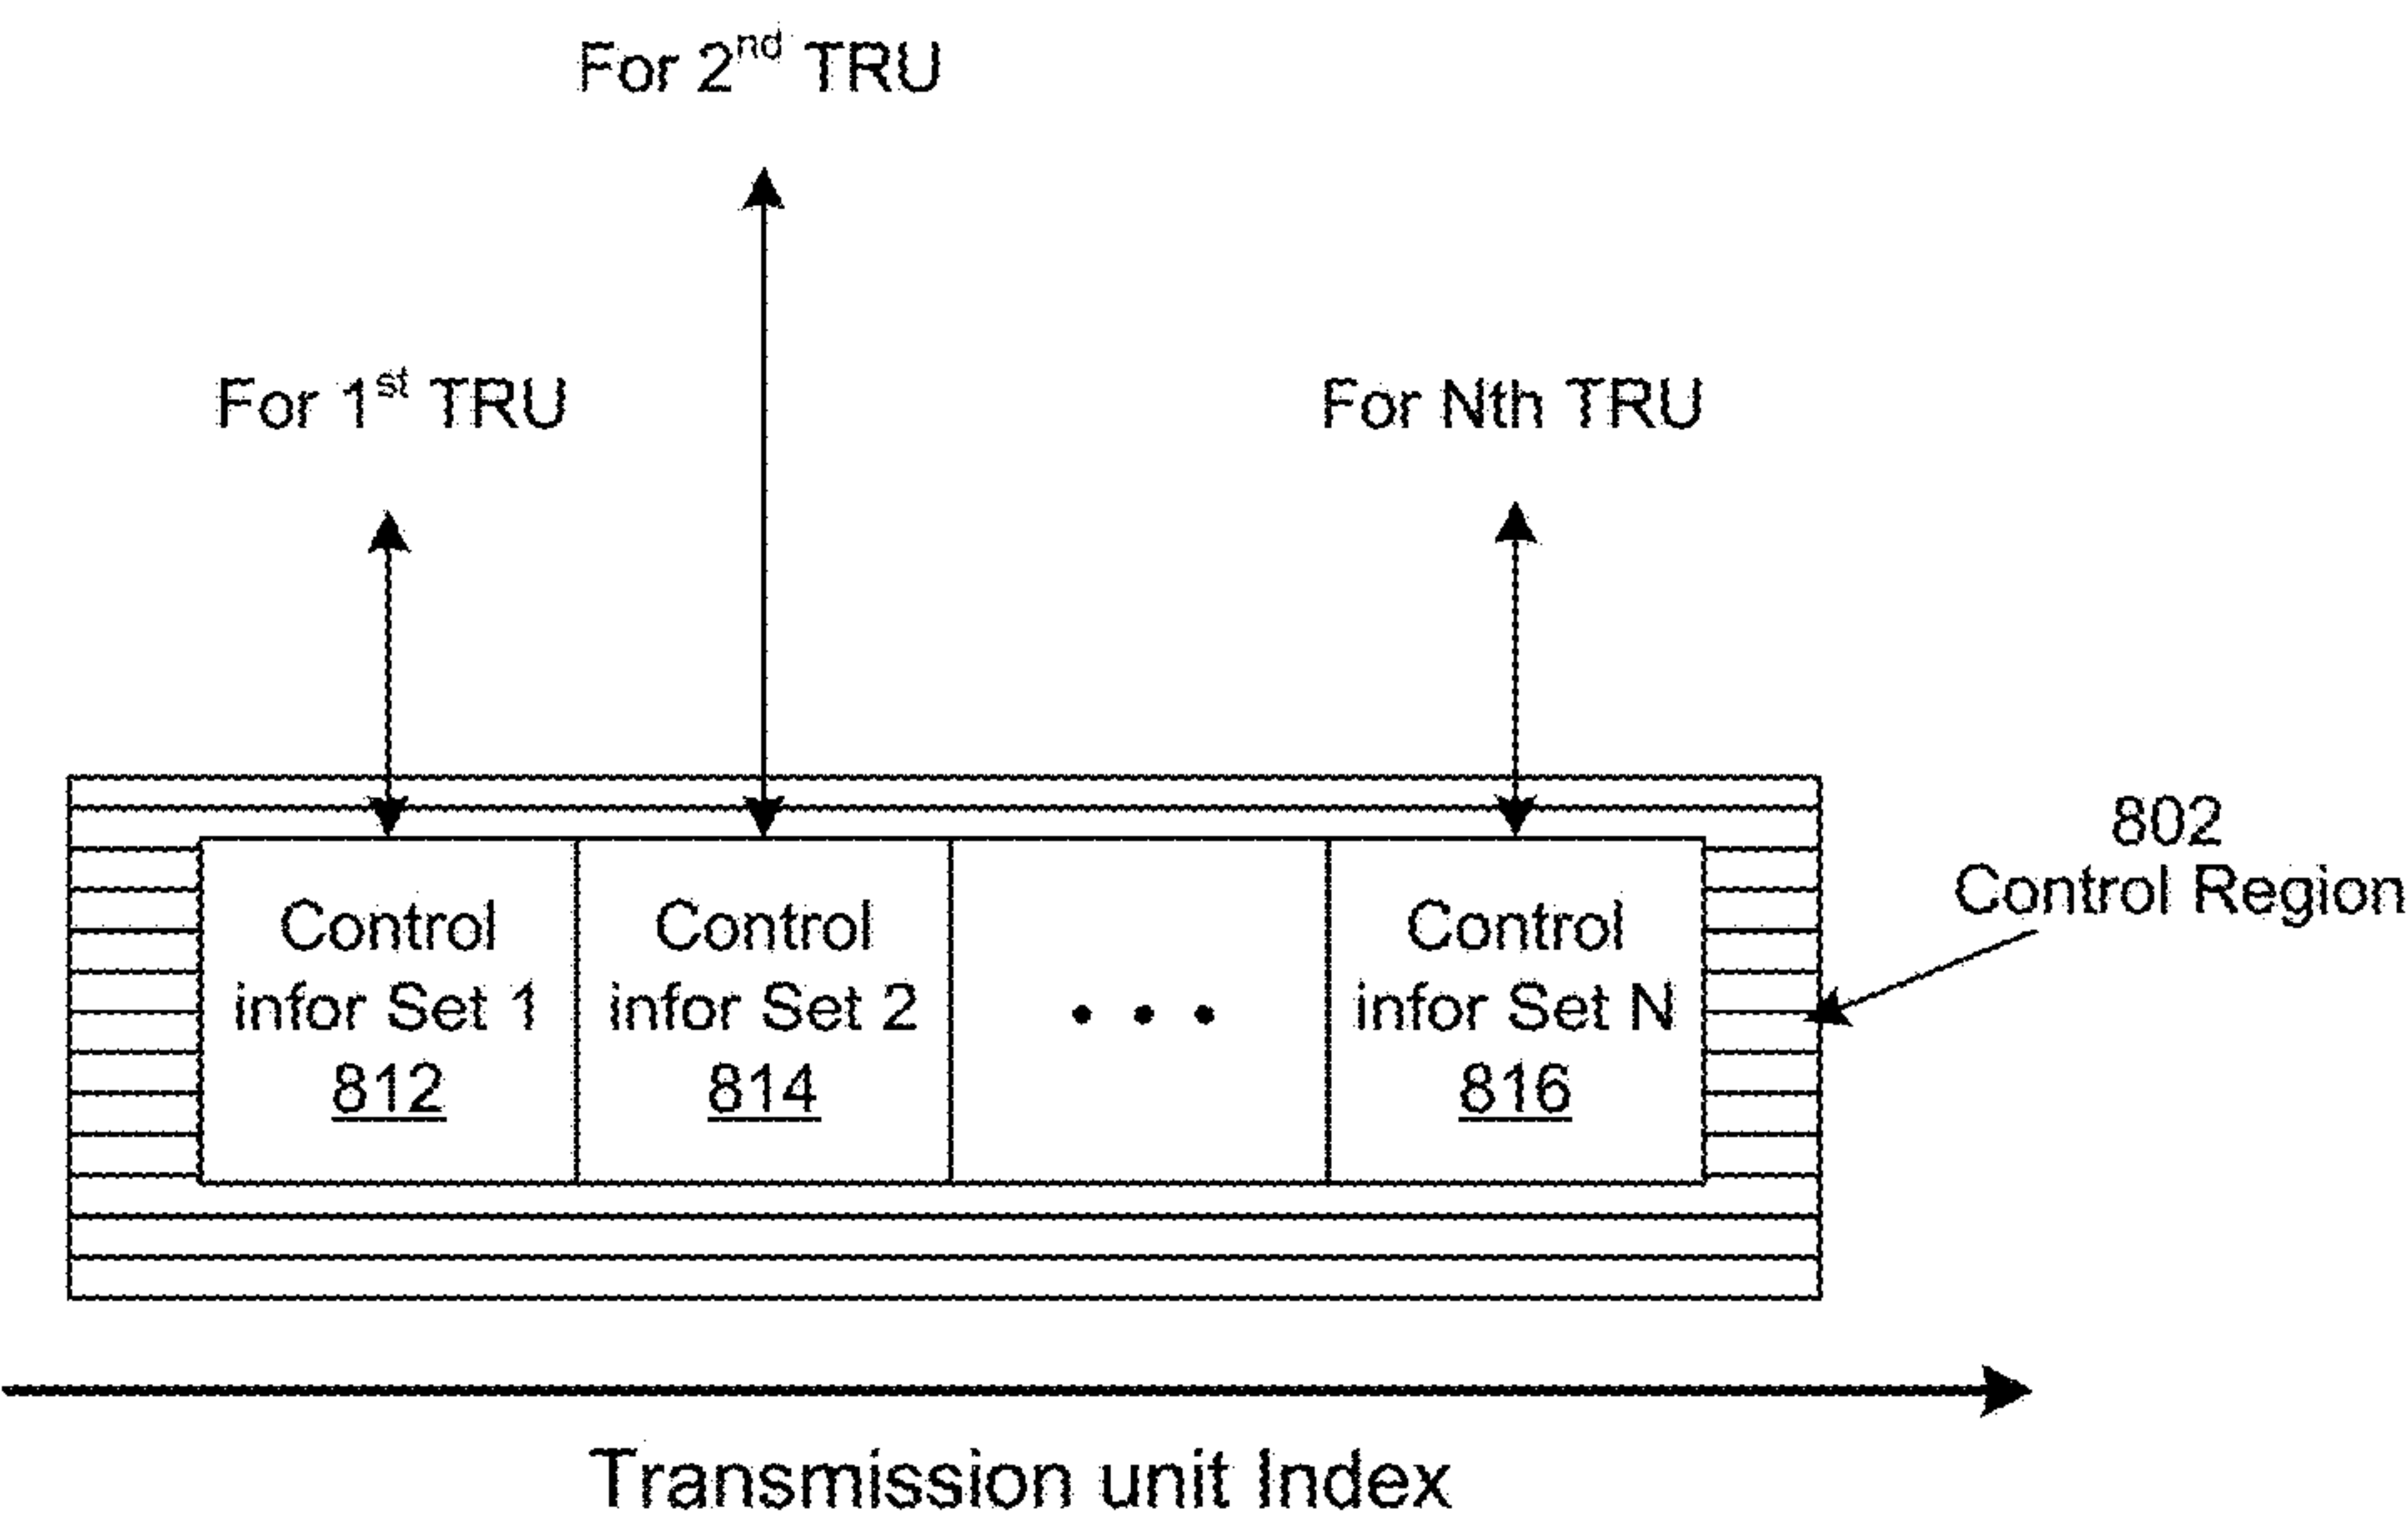 For 2nd TRU
For 1st TRU
For Nth TRU
802
Control Region
Control
infor Set 1
812
Control
infor Set 2
814
• • •
Control
infor Set N
816
Transmission unit Index